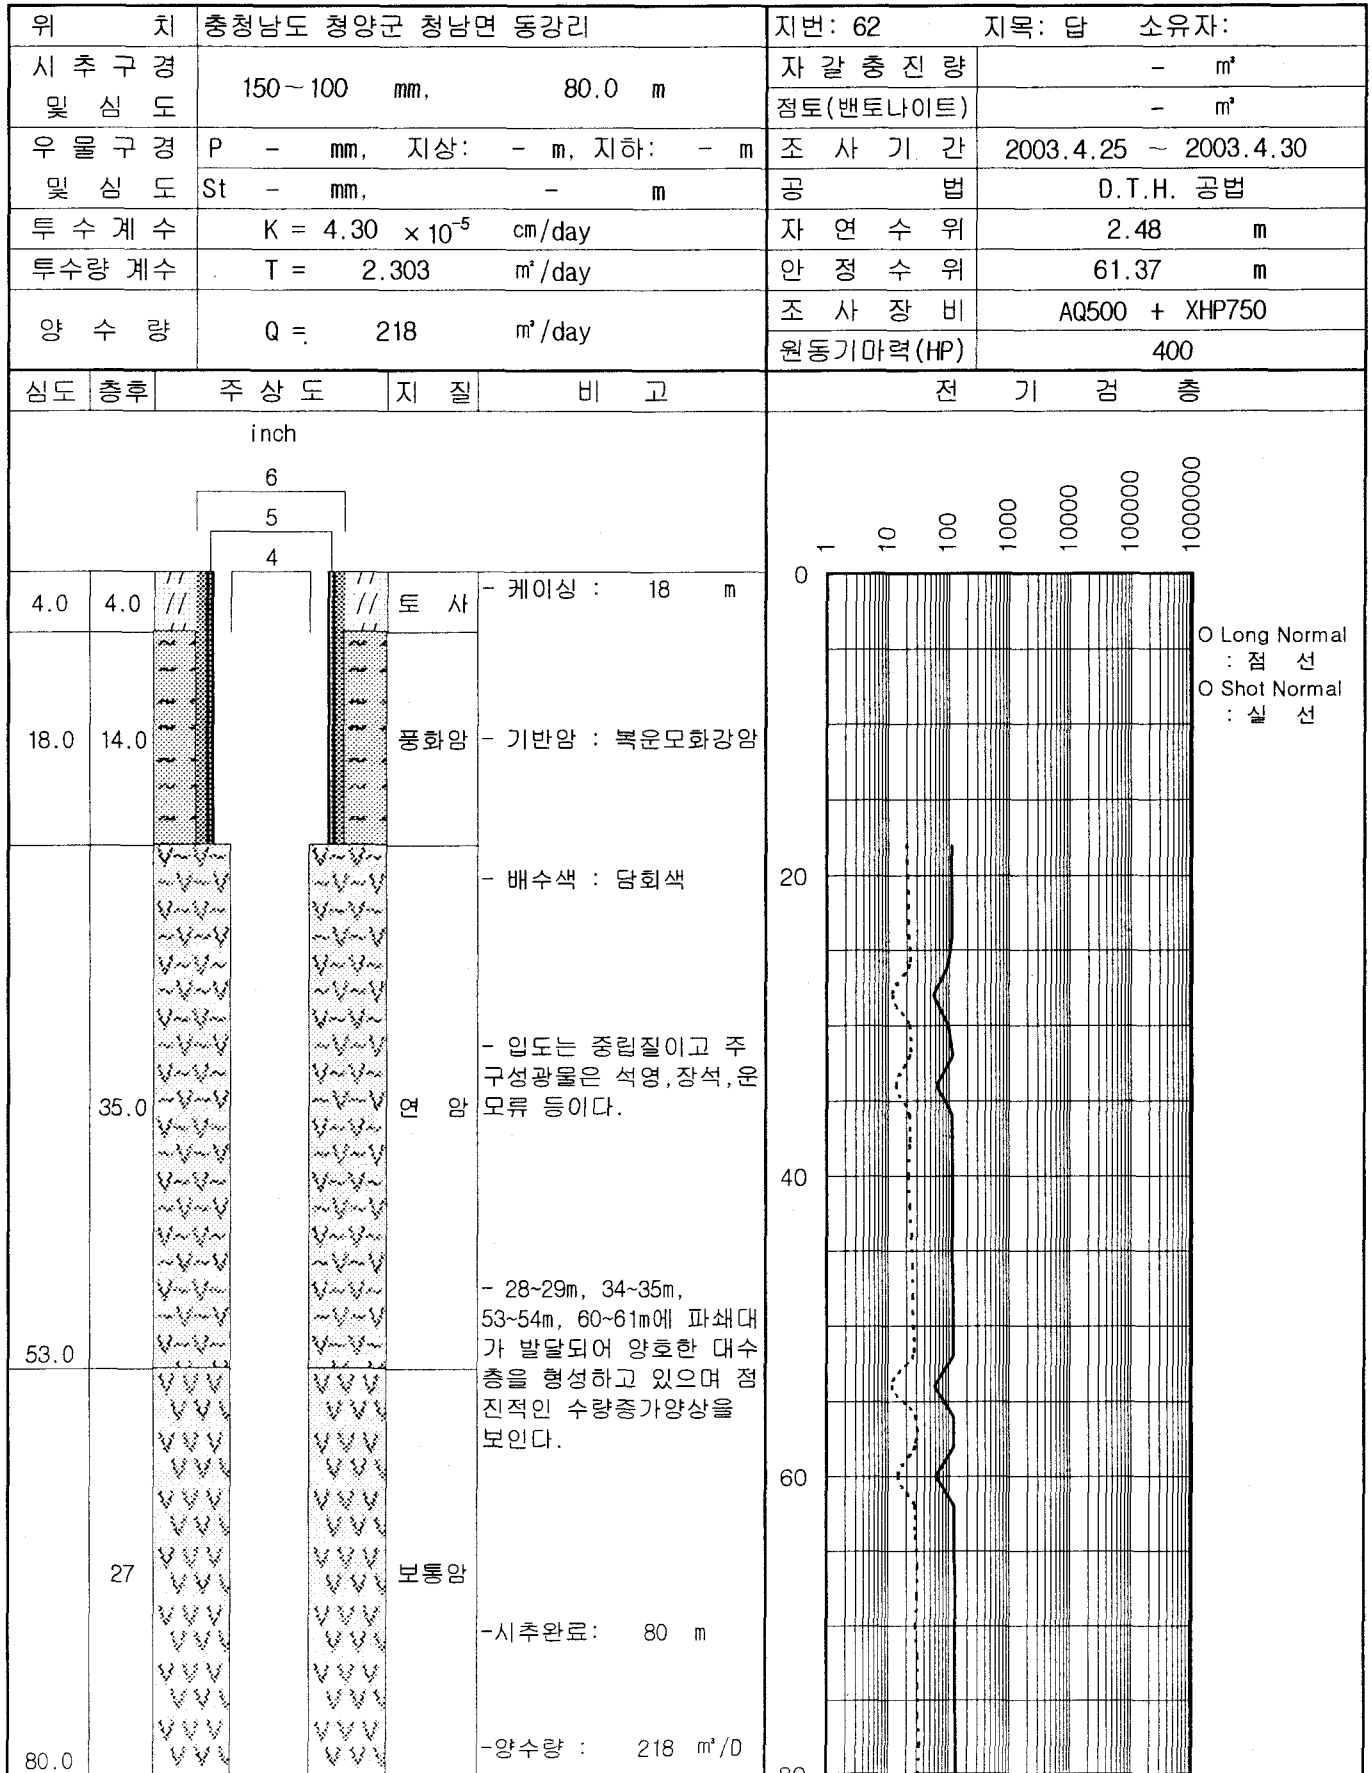 위 치 충청남도 청양군 청남면 동강리 지번: 62 지목: 답 소유자:
시 추 구 경 및 심 도 150~100 mm, 80.0 m
자 갈 충 진 량 - m³
점토(밴토나이트) - m³
우 물 구 경 및 심 도 P - mm, 지상: - m, 지하: - m
St - mm, - m
조 사 기 간 2003.4.25 ~ 2003.4.30
공 법 D.T.H. 공법
투 수 계 수 K = 4.30 ×10⁻⁵ cm/day
자 연 수 위 2.48 m
투수량 계수 T = 2.303 m²/day
안 정 수 위 61.37 m
양 수 량 Q = 218 m³/day
조 사 장 비 AQ500 + XHP750
원동기마력(HP) 400
심도 층후 주 상 도 지 질 비 고 전 기 검 층
inch
6
5
4
4.0 4.0 토 사 - 케이싱 : 18 m
18.0 14.0 풍화암 - 기반암 : 복운모화강암
- 배수색 : 담회색
- 입도는 중립질이고 주
구성광물은 석영,장석,운
35.0 연 암 모류 등이다.
- 28~29m, 34~35m,
53~54m, 60~61m에 파쇄대
53.0 가 발달되어 양호한 대수
층을 형성하고 있으며 점
진적인 수량증가양상을
보인다.
27 보통암
-시추완료: 80 m
80.0 -양수량 : 218 m³/D
1 10 100 1000 10000 100000 1000000
0
20
40
60
80
O Long Normal
: 점 선
O Shot Normal
: 실 선